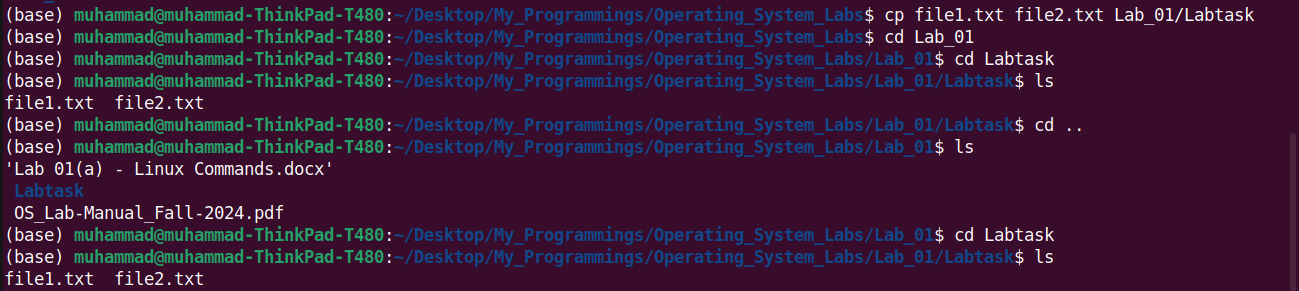 (base) muhammad@muhammad-ThinkPad-T480:~/Desktop/My_Programmings/Operating_System_Labs$ cp file1.txt file2.txt Lab_01/Labtask
(base) muhammad@muhammad-ThinkPad-T480:~/Desktop/My_Programmings/Operating_System_Labs$ cd Lab_01
(base) muhammad@muhammad-ThinkPad-T480:~/Desktop/My_Programmings/Operating_System_Labs/Lab_01$ cd Labtask
(base) muhammad@muhammad-ThinkPad-T480:~/Desktop/My_Programmings/Operating_System_Labs/Lab_01/Labtask$ ls
file1.txt  file2.txt
(base) muhammad@muhammad-ThinkPad-T480:~/Desktop/My_Programmings/Operating_System_Labs/Lab_01/Labtask$ cd ..
(base) muhammad@muhammad-ThinkPad-T480:~/Desktop/My_Programmings/Operating_System_Labs/Lab_01$ ls
'Lab 01(a) - Linux Commands.docx'
 Labtask
 OS_Lab-Manual_Fall-2024.pdf
(base) muhammad@muhammad-ThinkPad-T480:~/Desktop/My_Programmings/Operating_System_Labs/Lab_01$ cd Labtask
(base) muhammad@muhammad-ThinkPad-T480:~/Desktop/My_Programmings/Operating_System_Labs/Lab_01/Labtask$ ls
file1.txt  file2.txt